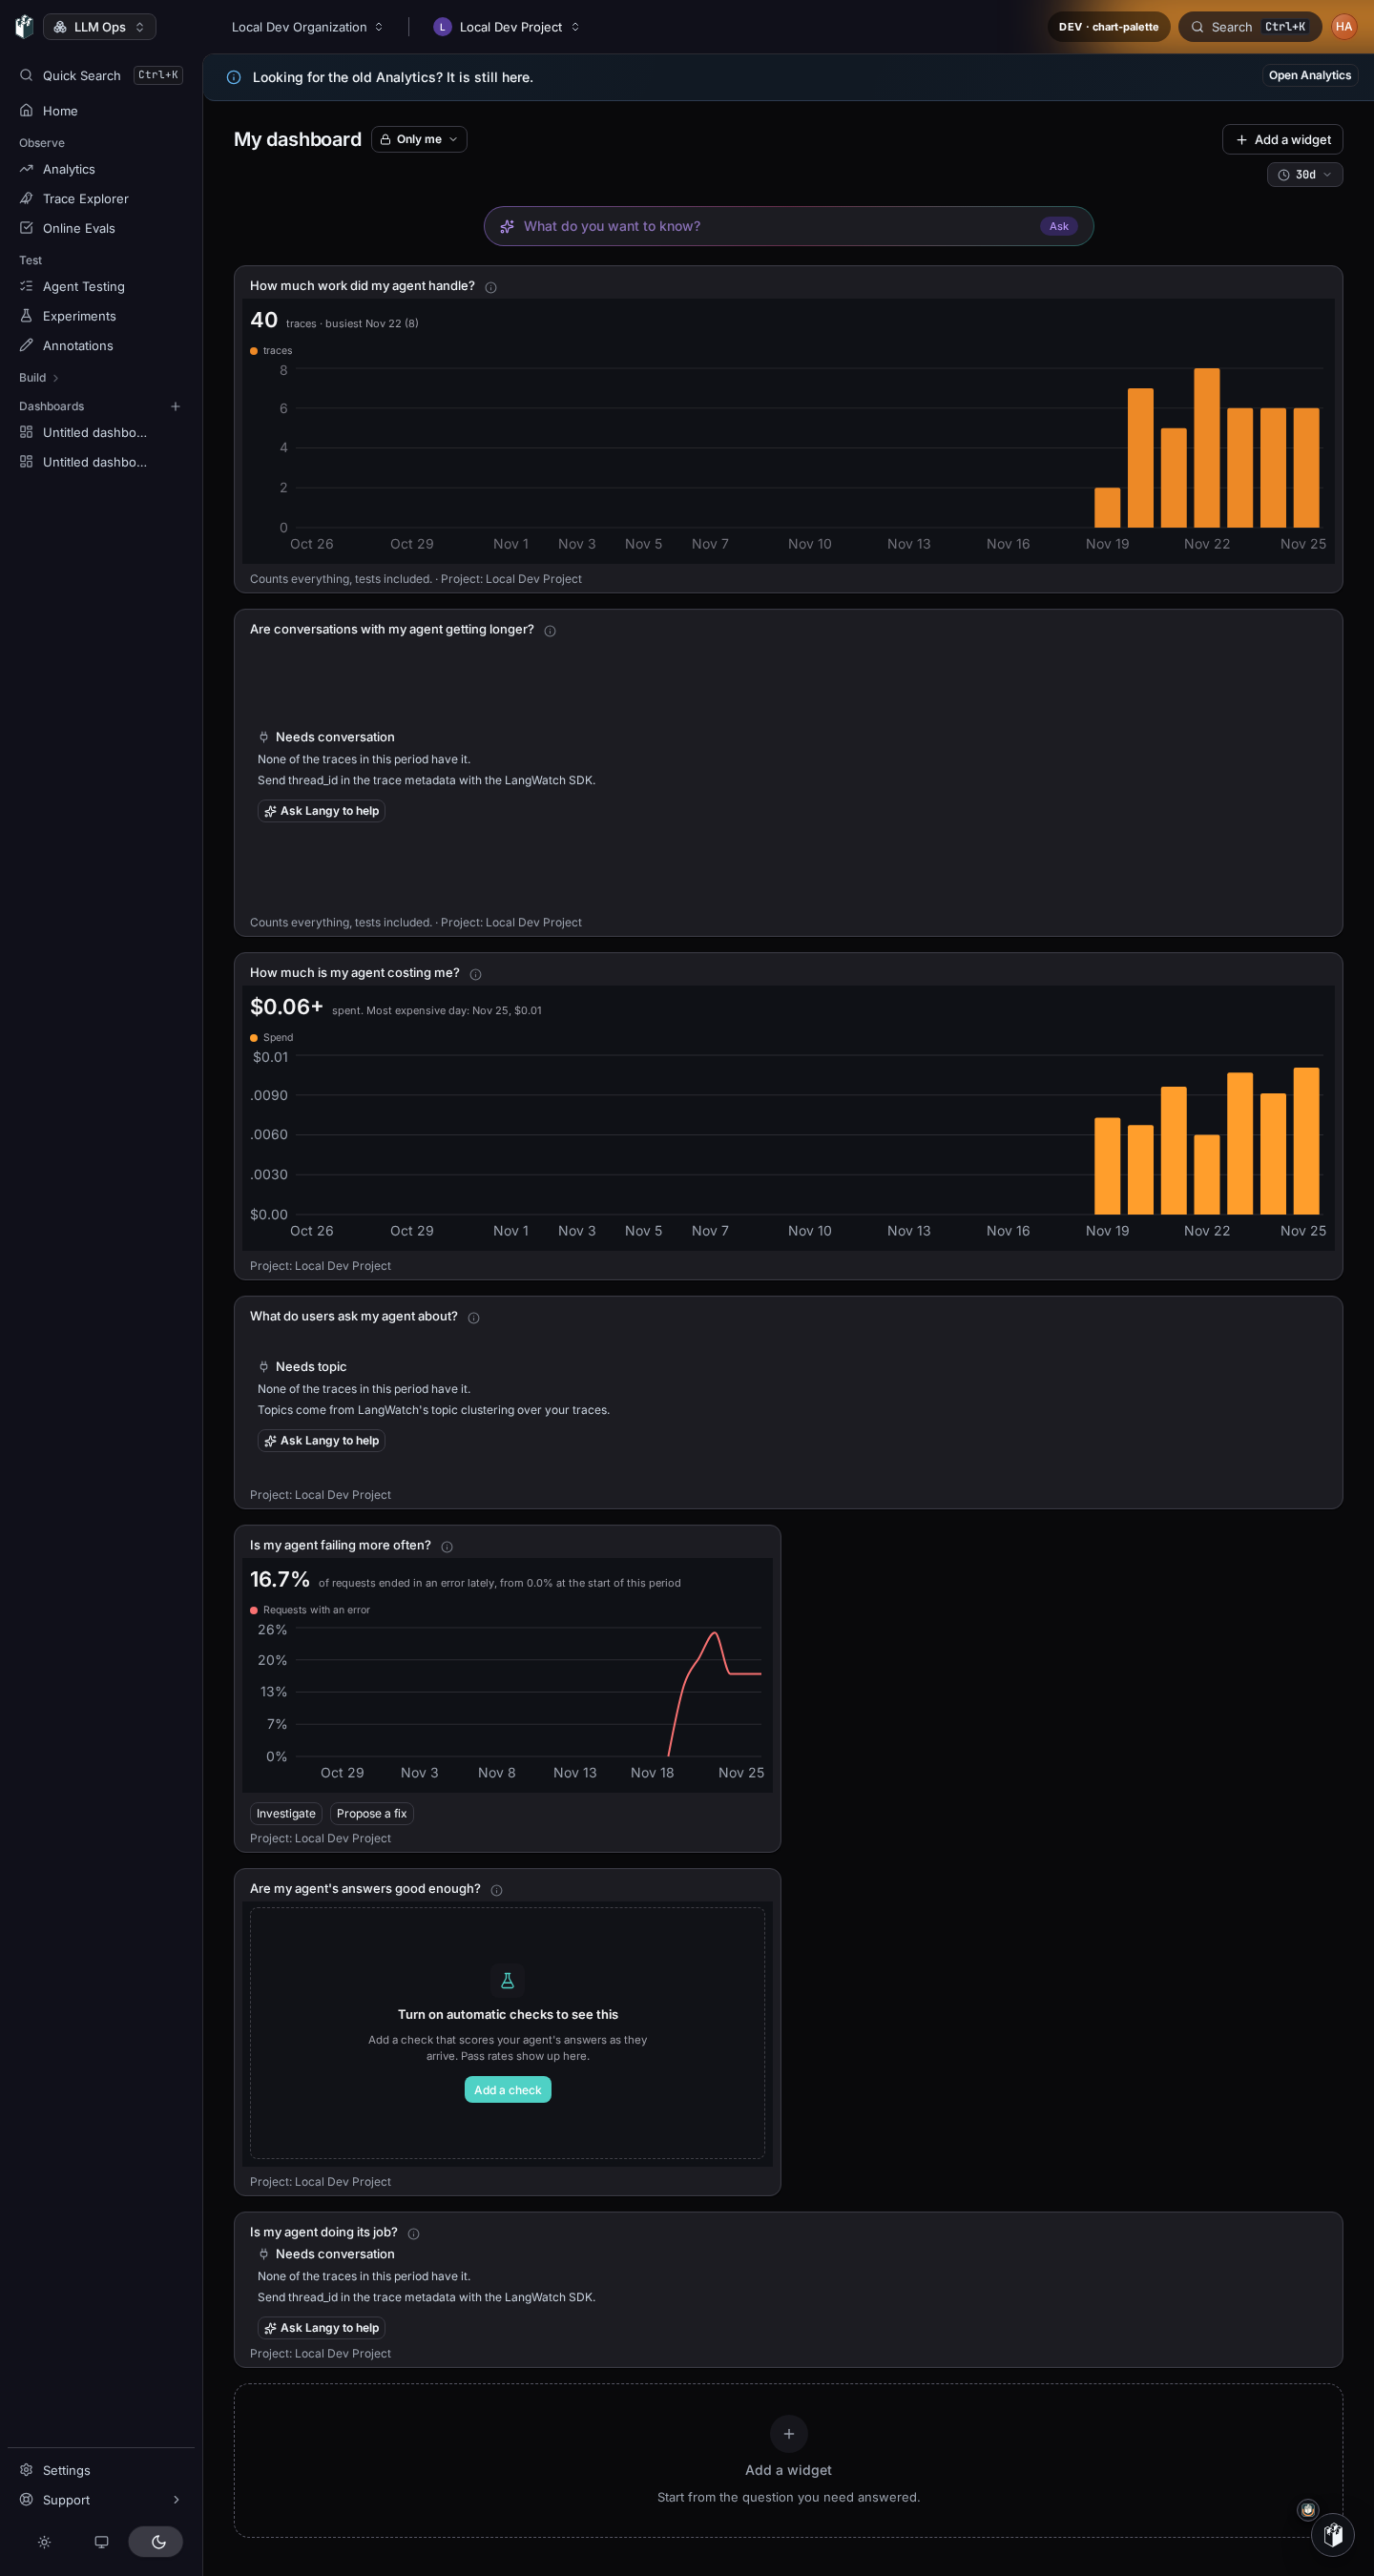 LLM Ops
Local Dev Organization
L
Local Dev Project
DEV · chart-palette
Search Ctrl+K
HA
Quick Search Ctrl+K
Home
Observe
Analytics
Trace Explorer
Online Evals
Test
Agent Testing
Experiments
Annotations
Build
Dashboards
Untitled dashbo...
Untitled dashbo...
Settings
Support
Looking for the old Analytics? It is still here.
Open Analytics
My dashboard
Only me
Add a widget
30d
What do you want to know?
Ask
How much work did my agent handle?
40 traces · busiest Nov 22 (8)
traces
8
6
4
2
0
Oct 26 Oct 29 Nov 1 Nov 3 Nov 5 Nov 7 Nov 10 Nov 13 Nov 16 Nov 19 Nov 22 Nov 25
Counts everything, tests included. · Project: Local Dev Project
Are conversations with my agent getting longer?
Needs conversation
None of the traces in this period have it.
Send thread_id in the trace metadata with the LangWatch SDK.
Ask Langy to help
Counts everything, tests included. · Project: Local Dev Project
How much is my agent costing me?
$0.06+ spent. Most expensive day: Nov 25, $0.01
Spend
$0.01
.0090
.0060
.0030
$0.00
Oct 26 Oct 29 Nov 1 Nov 3 Nov 5 Nov 7 Nov 10 Nov 13 Nov 16 Nov 19 Nov 22 Nov 25
Project: Local Dev Project
What do users ask my agent about?
Needs topic
None of the traces in this period have it.
Topics come from LangWatch's topic clustering over your traces.
Ask Langy to help
Project: Local Dev Project
Is my agent failing more often?
16.7% of requests ended in an error lately, from 0.0% at the start of this period
Requests with an error
26%
20%
13%
7%
0%
Oct 29 Nov 3 Nov 8 Nov 13 Nov 18 Nov 25
Investigate
Propose a fix
Project: Local Dev Project
Are my agent's answers good enough?
Turn on automatic checks to see this
Add a check that scores your agent's answers as they
arrive. Pass rates show up here.
Add a check
Project: Local Dev Project
Is my agent doing its job?
Needs conversation
None of the traces in this period have it.
Send thread_id in the trace metadata with the LangWatch SDK.
Ask Langy to help
Project: Local Dev Project
Add a widget
Start from the question you need answered.